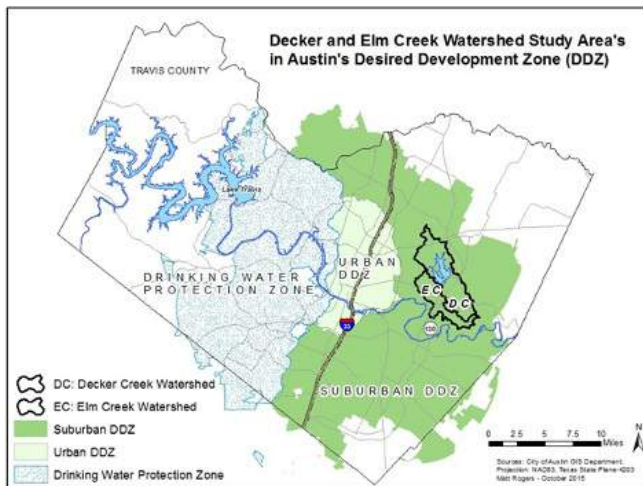 Decker and Elm Creek Watershed Study Area's
in Austin's Desired Development Zone (DDZ)
TRAVIS COUNTY
Lake Travis
DRINKING WATER
PROTECTION ZONE
URBAN
DDZ
EC
DC
130
35
SUBURBAN DDZ
DC: Decker Creek Watershed
EC: Elm Creek Watershed
Suburban DDZ
Urban DDZ
Drinking Water Protection Zone
N
0 2.5 5 7.5 10
Miles
Sources: City of Austin GIS Department.
Projection: NAD83, Texas State Plane-4203
Matt Rogers - October 2015